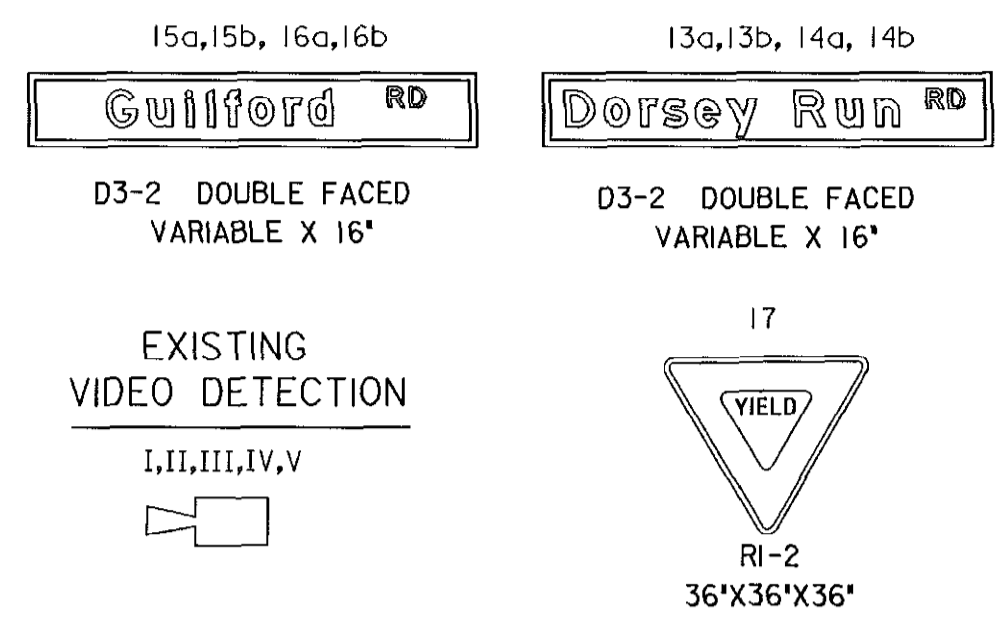 15a,15b, 16a,16b
Guilford RD
D3-2 DOUBLE FACED
VARIABLE X 16"
13a,13b, 14a, 14b
Dorsey Run RD
D3-2 DOUBLE FACED
VARIABLE X 16"
EXISTING
VIDEO DETECTION
I,II,III,IV,V
17
YIELD
R1-2
36"X36"X36"